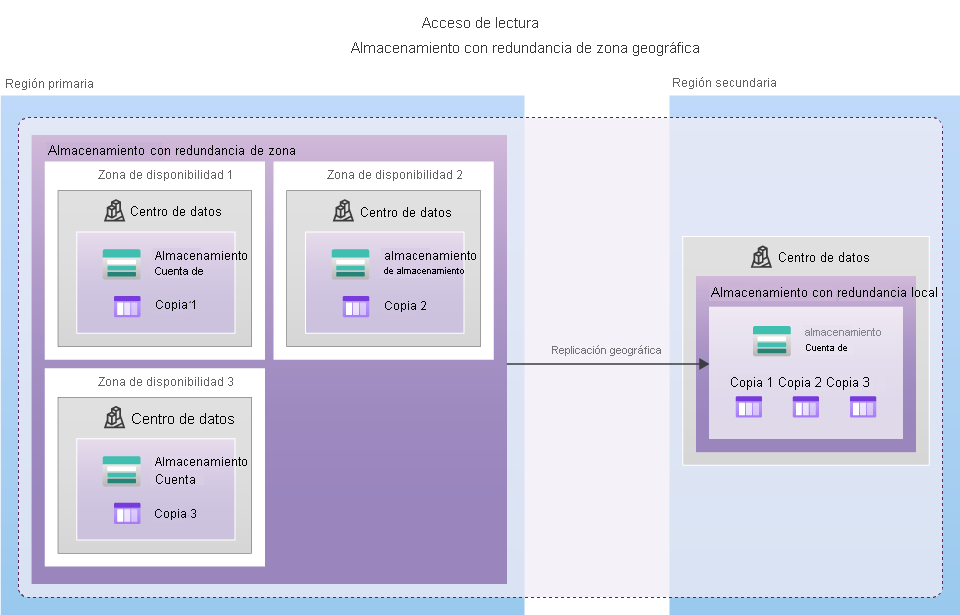 Acceso de lectura
Almacenamiento con redundancia de zona geográfica
Región primaria
Región secundaria
Almacenamiento con redundancia de zona
Zona de disponibilidad 1
Centro de datos
Almacenamiento
Cuenta de
Copia 1
Zona de disponibilidad 2
Centro de datos
almacenamiento
de almacenamiento
Copia 2
Zona de disponibilidad 3
Centro de datos
Almacenamiento
Cuenta
Copia 3
Replicación geográfica
Centro de datos
Almacenamiento con redundancia local
almacenamiento
Cuenta de
Copia 1 Copia 2 Copia 3